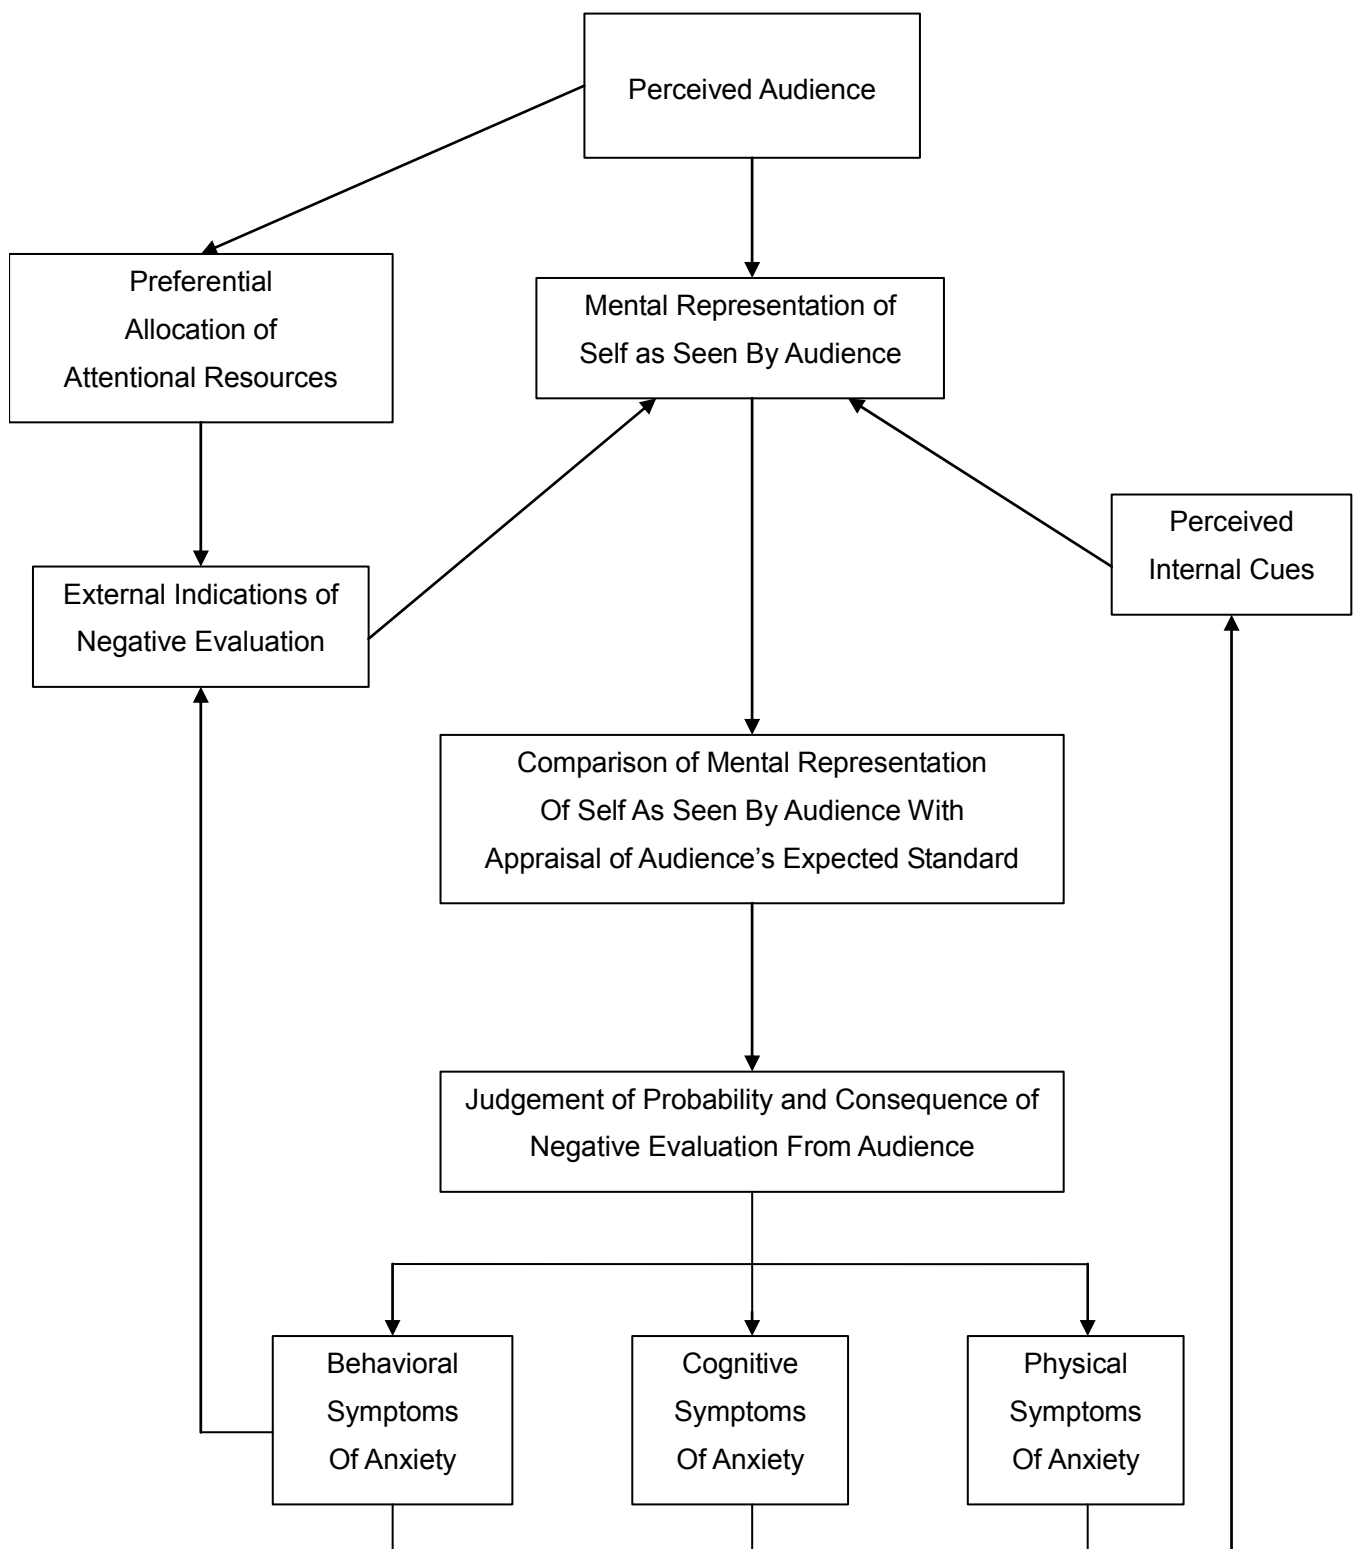 Perceived Audience
Preferential
Allocation of
Attentional Resources
Mental Representation of
Self as Seen By Audience
Perceived
Internal Cues
External Indications of
Negative Evaluation
Comparison of Mental Representation
Of Self As Seen By Audience With
Appraisal of Audience’s Expected Standard
Judgement of Probability and Consequence of
Negative Evaluation From Audience
Behavioral
Symptoms
Of Anxiety
Cognitive
Symptoms
Of Anxiety
Physical
Symptoms
Of Anxiety